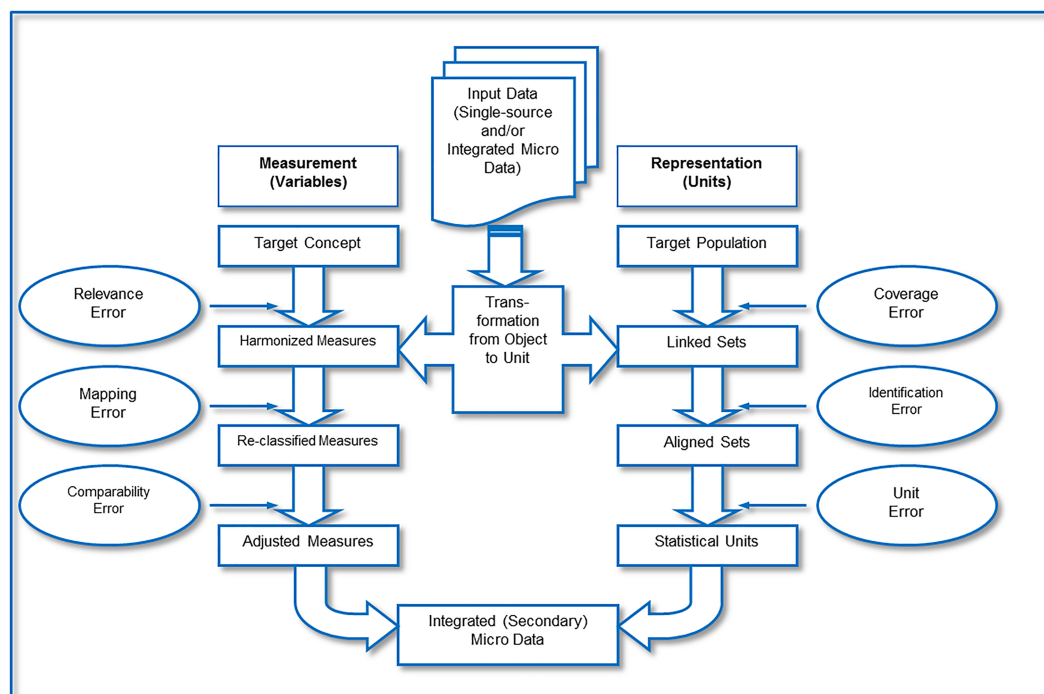 Input Data
(Single-source
and/or
Integrated Micro
Data)
Measurement
(Variables)
Representation
(Units)
Target Concept
Target Population
Relevance
Error
Trans-
formation
from Object
to Unit
Coverage
Error
Harmonized Measures
Linked Sets
Mapping
Error
Identification
Error
Re-classified Measures
Aligned Sets
Comparability
Error
Unit
Error
Adjusted Measures
Statistical Units
Integrated (Secondary)
Micro Data